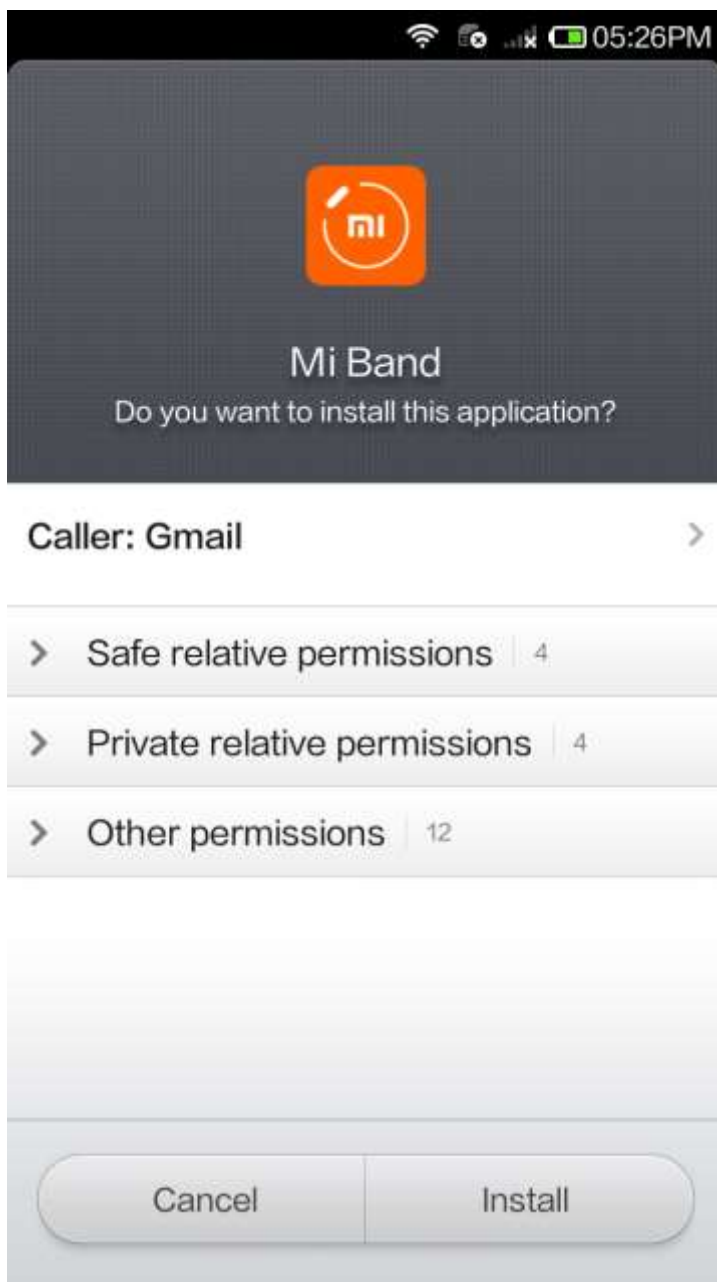 05:26PM
mi
Mi Band
Do you want to install this application?
Caller: Gmail
Safe relative permissions 4
Private relative permissions 4
Other permissions 12
Cancel Install